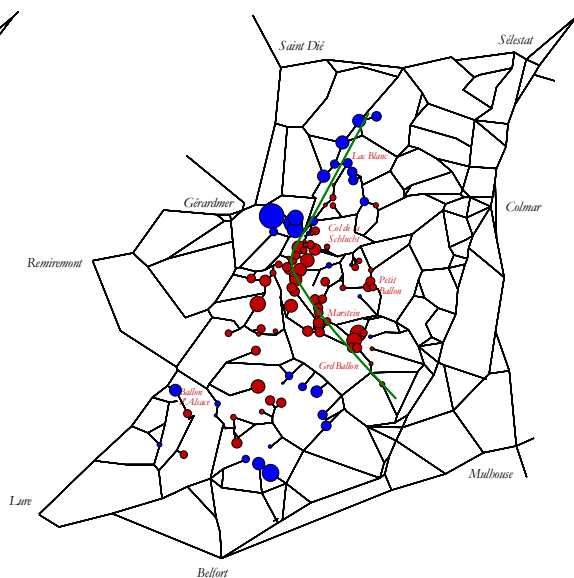 Sélestat
Saint Dié
Lac Blanc
Gérardmer
Colmar
Col de la
Schlucht
Remiremont
Petit
Ballon
Marstein
Grd Ballon
Ballon
d'Alsace
Mulhouse
Lure
Belfort